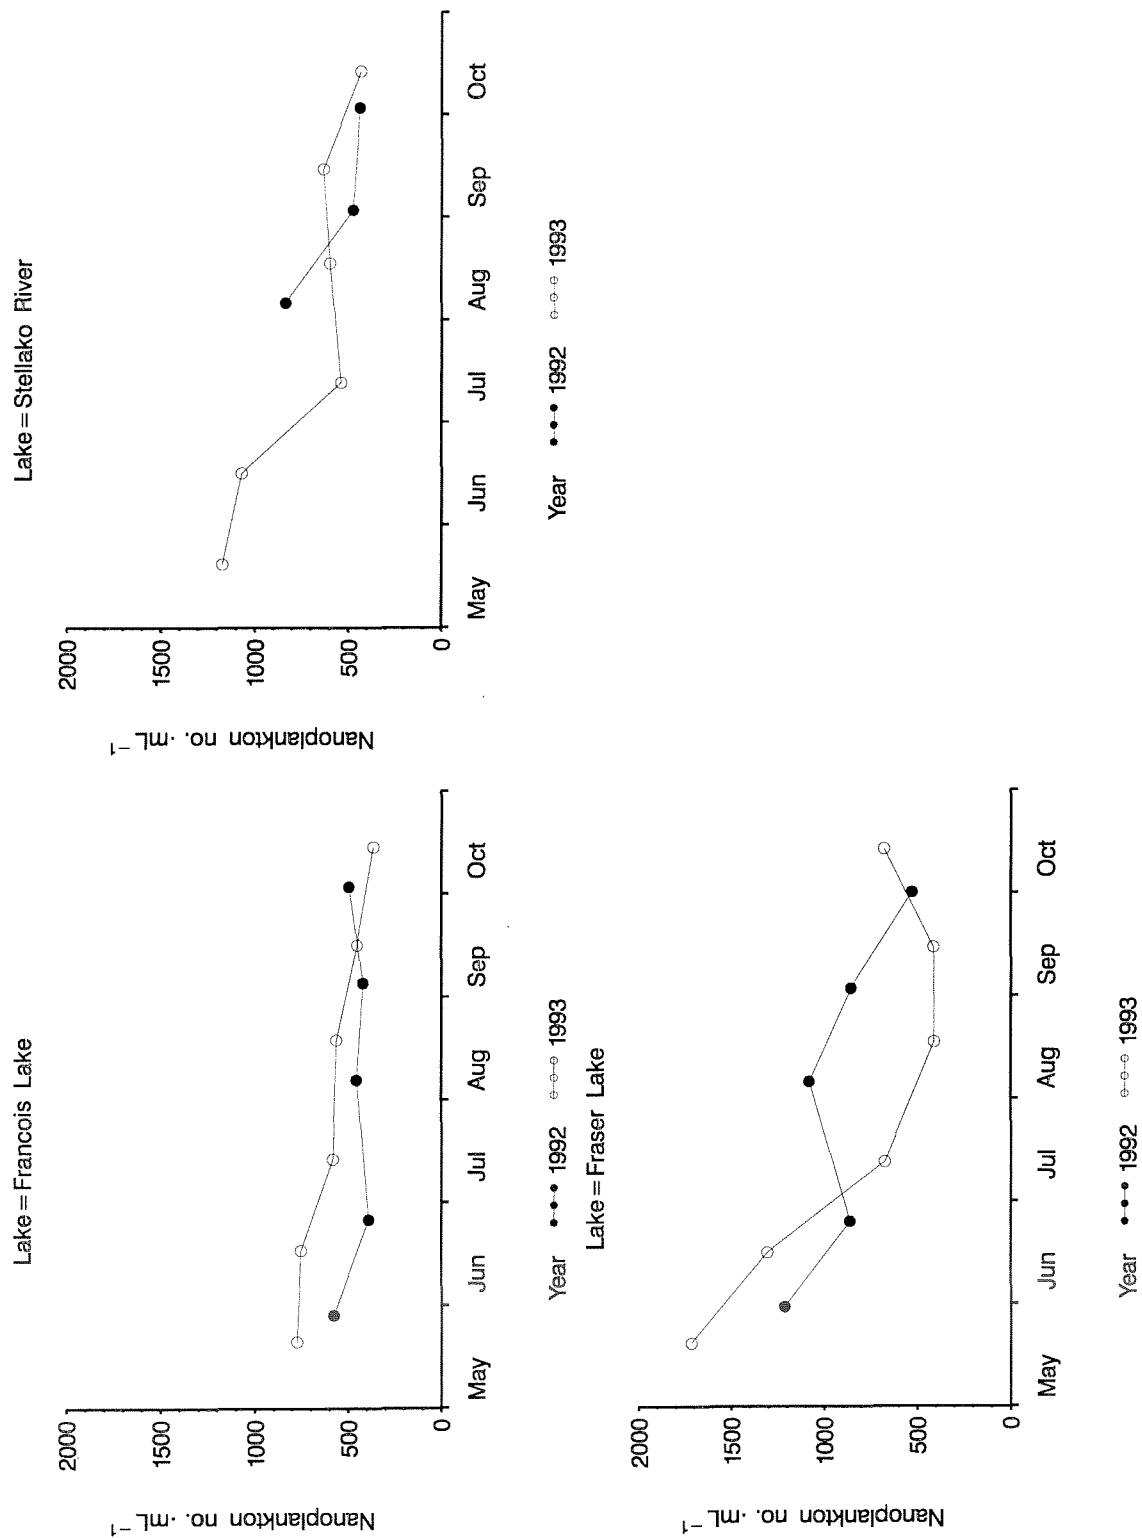 Lake=Francois Lake
Nanoplankton no.·mL⁻¹
2000
1500
1000
500
0
May Jun Jul Aug Sep Oct
Year 1992 1993
Lake=Stellako River
Nanoplankton no.·mL⁻¹
2000
1500
1000
500
0
May Jun Jul Aug Sep Oct
Year 1992 1993
Lake=Fraser Lake
Nanoplankton no.·mL⁻¹
2000
1500
1000
500
0
May Jun Jul Aug Sep Oct
Year 1992 1993